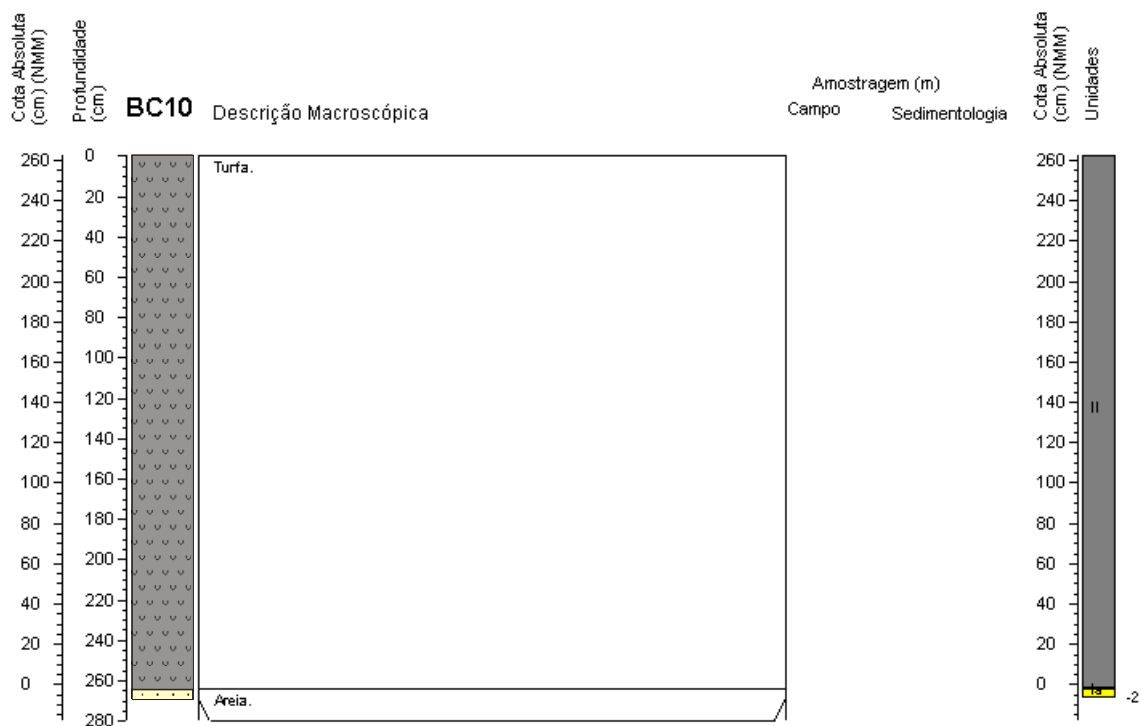 Cota Absoluta
(cm) (NMM)
Profundidade
(cm)
BC10
Descrição Macroscópica
Amostragem (m)
Campo
Sedimentologia
Cota Absoluta
(cm) (NMM)
Unidades
260
240
220
200
180
160
140
120
100
80
60
40
20
0
0
20
40
60
80
100
120
140
160
180
200
220
240
260
280
Turfa.
Areia.
260
240
220
200
180
160
140
120
100
80
60
40
20
0
II
Ia
-2